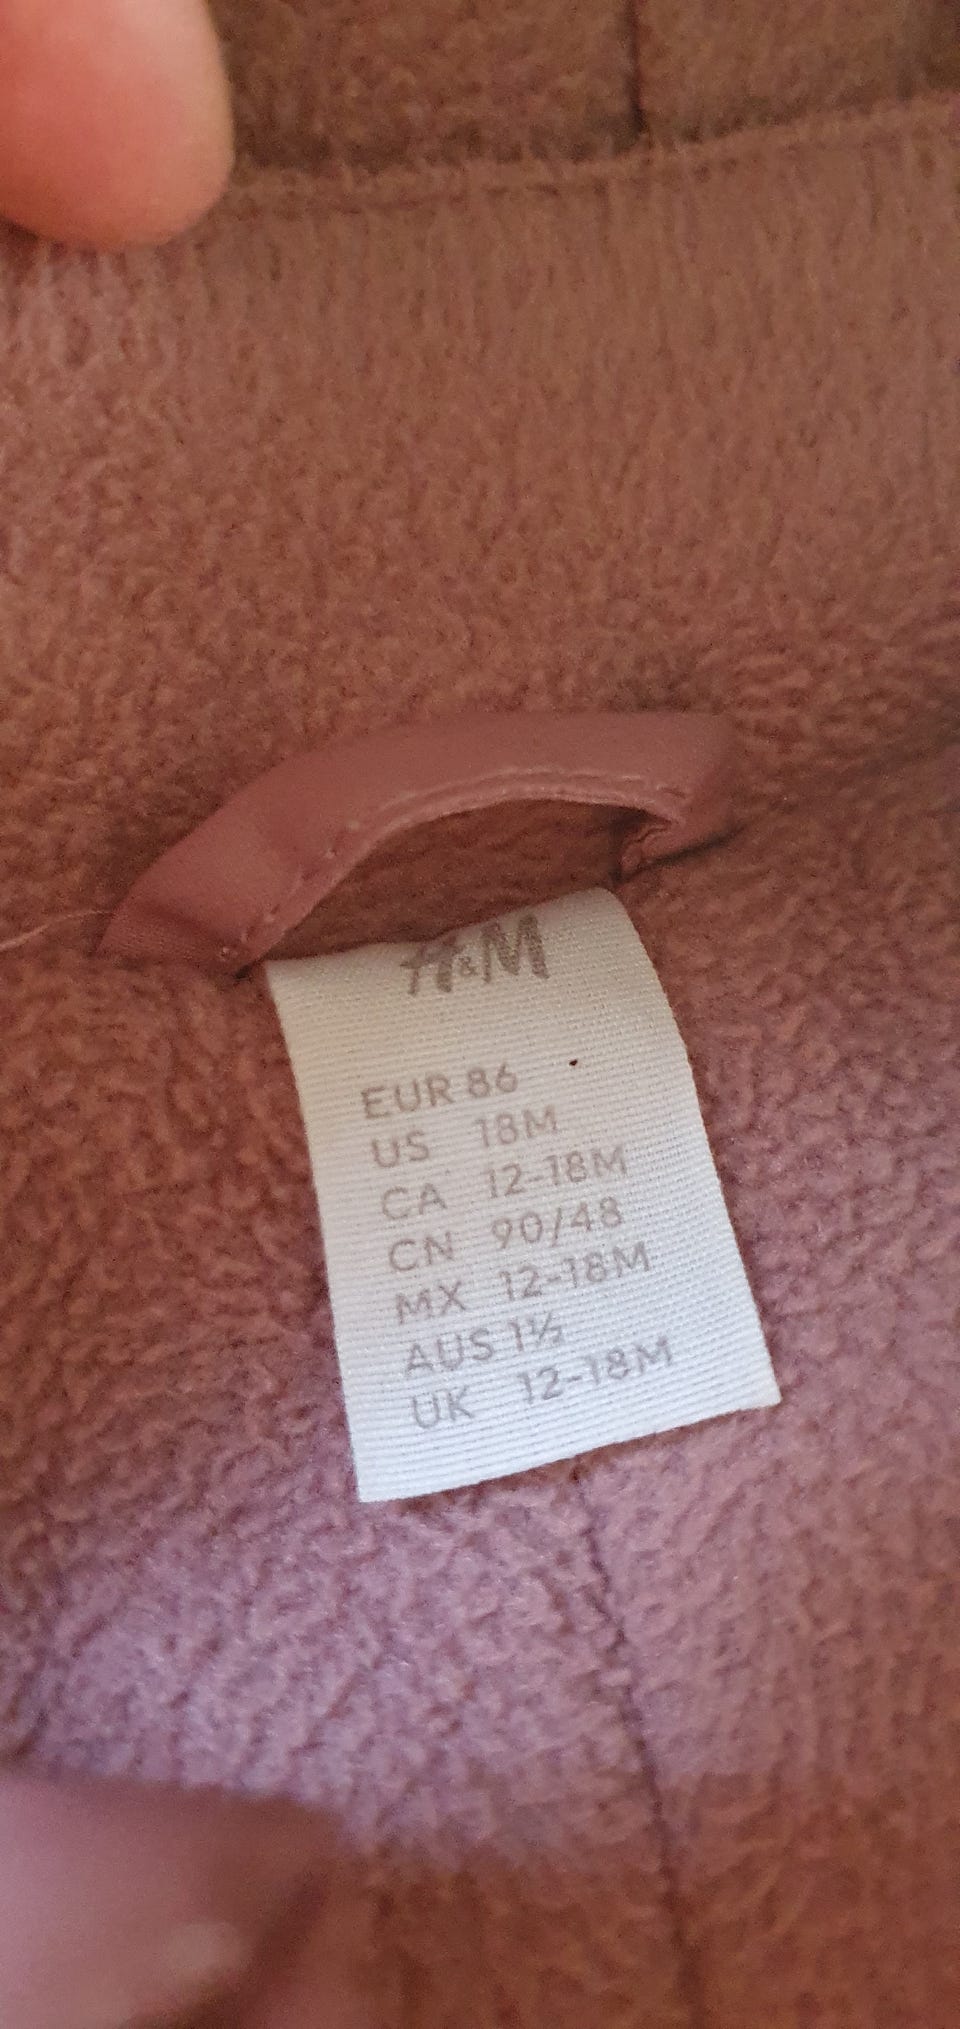 H&M
EUR 86
US 18M
CA 12-18M
CN 90/48
MX 12-18M
AUS 1½
UK 12-18M